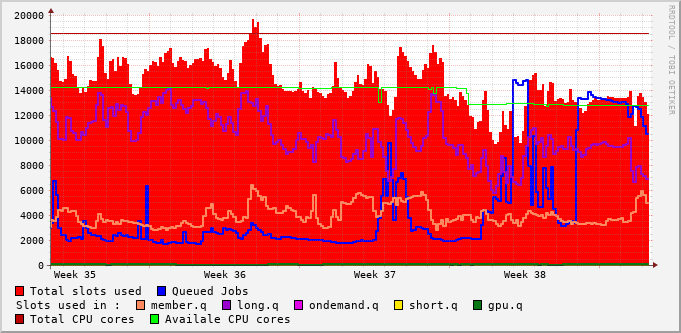 20000
18000
16000
14000
12000
10000
8000
6000
4000
2000
0
Week 35 Week 36 Week 37 Week 38
Total slots used Queued Jobs
Slots used in : member.q long.q ondemand.q short.q gpu.q
Total CPU cores Availale CPU cores
RRDTOOL / TOBI OETIKER